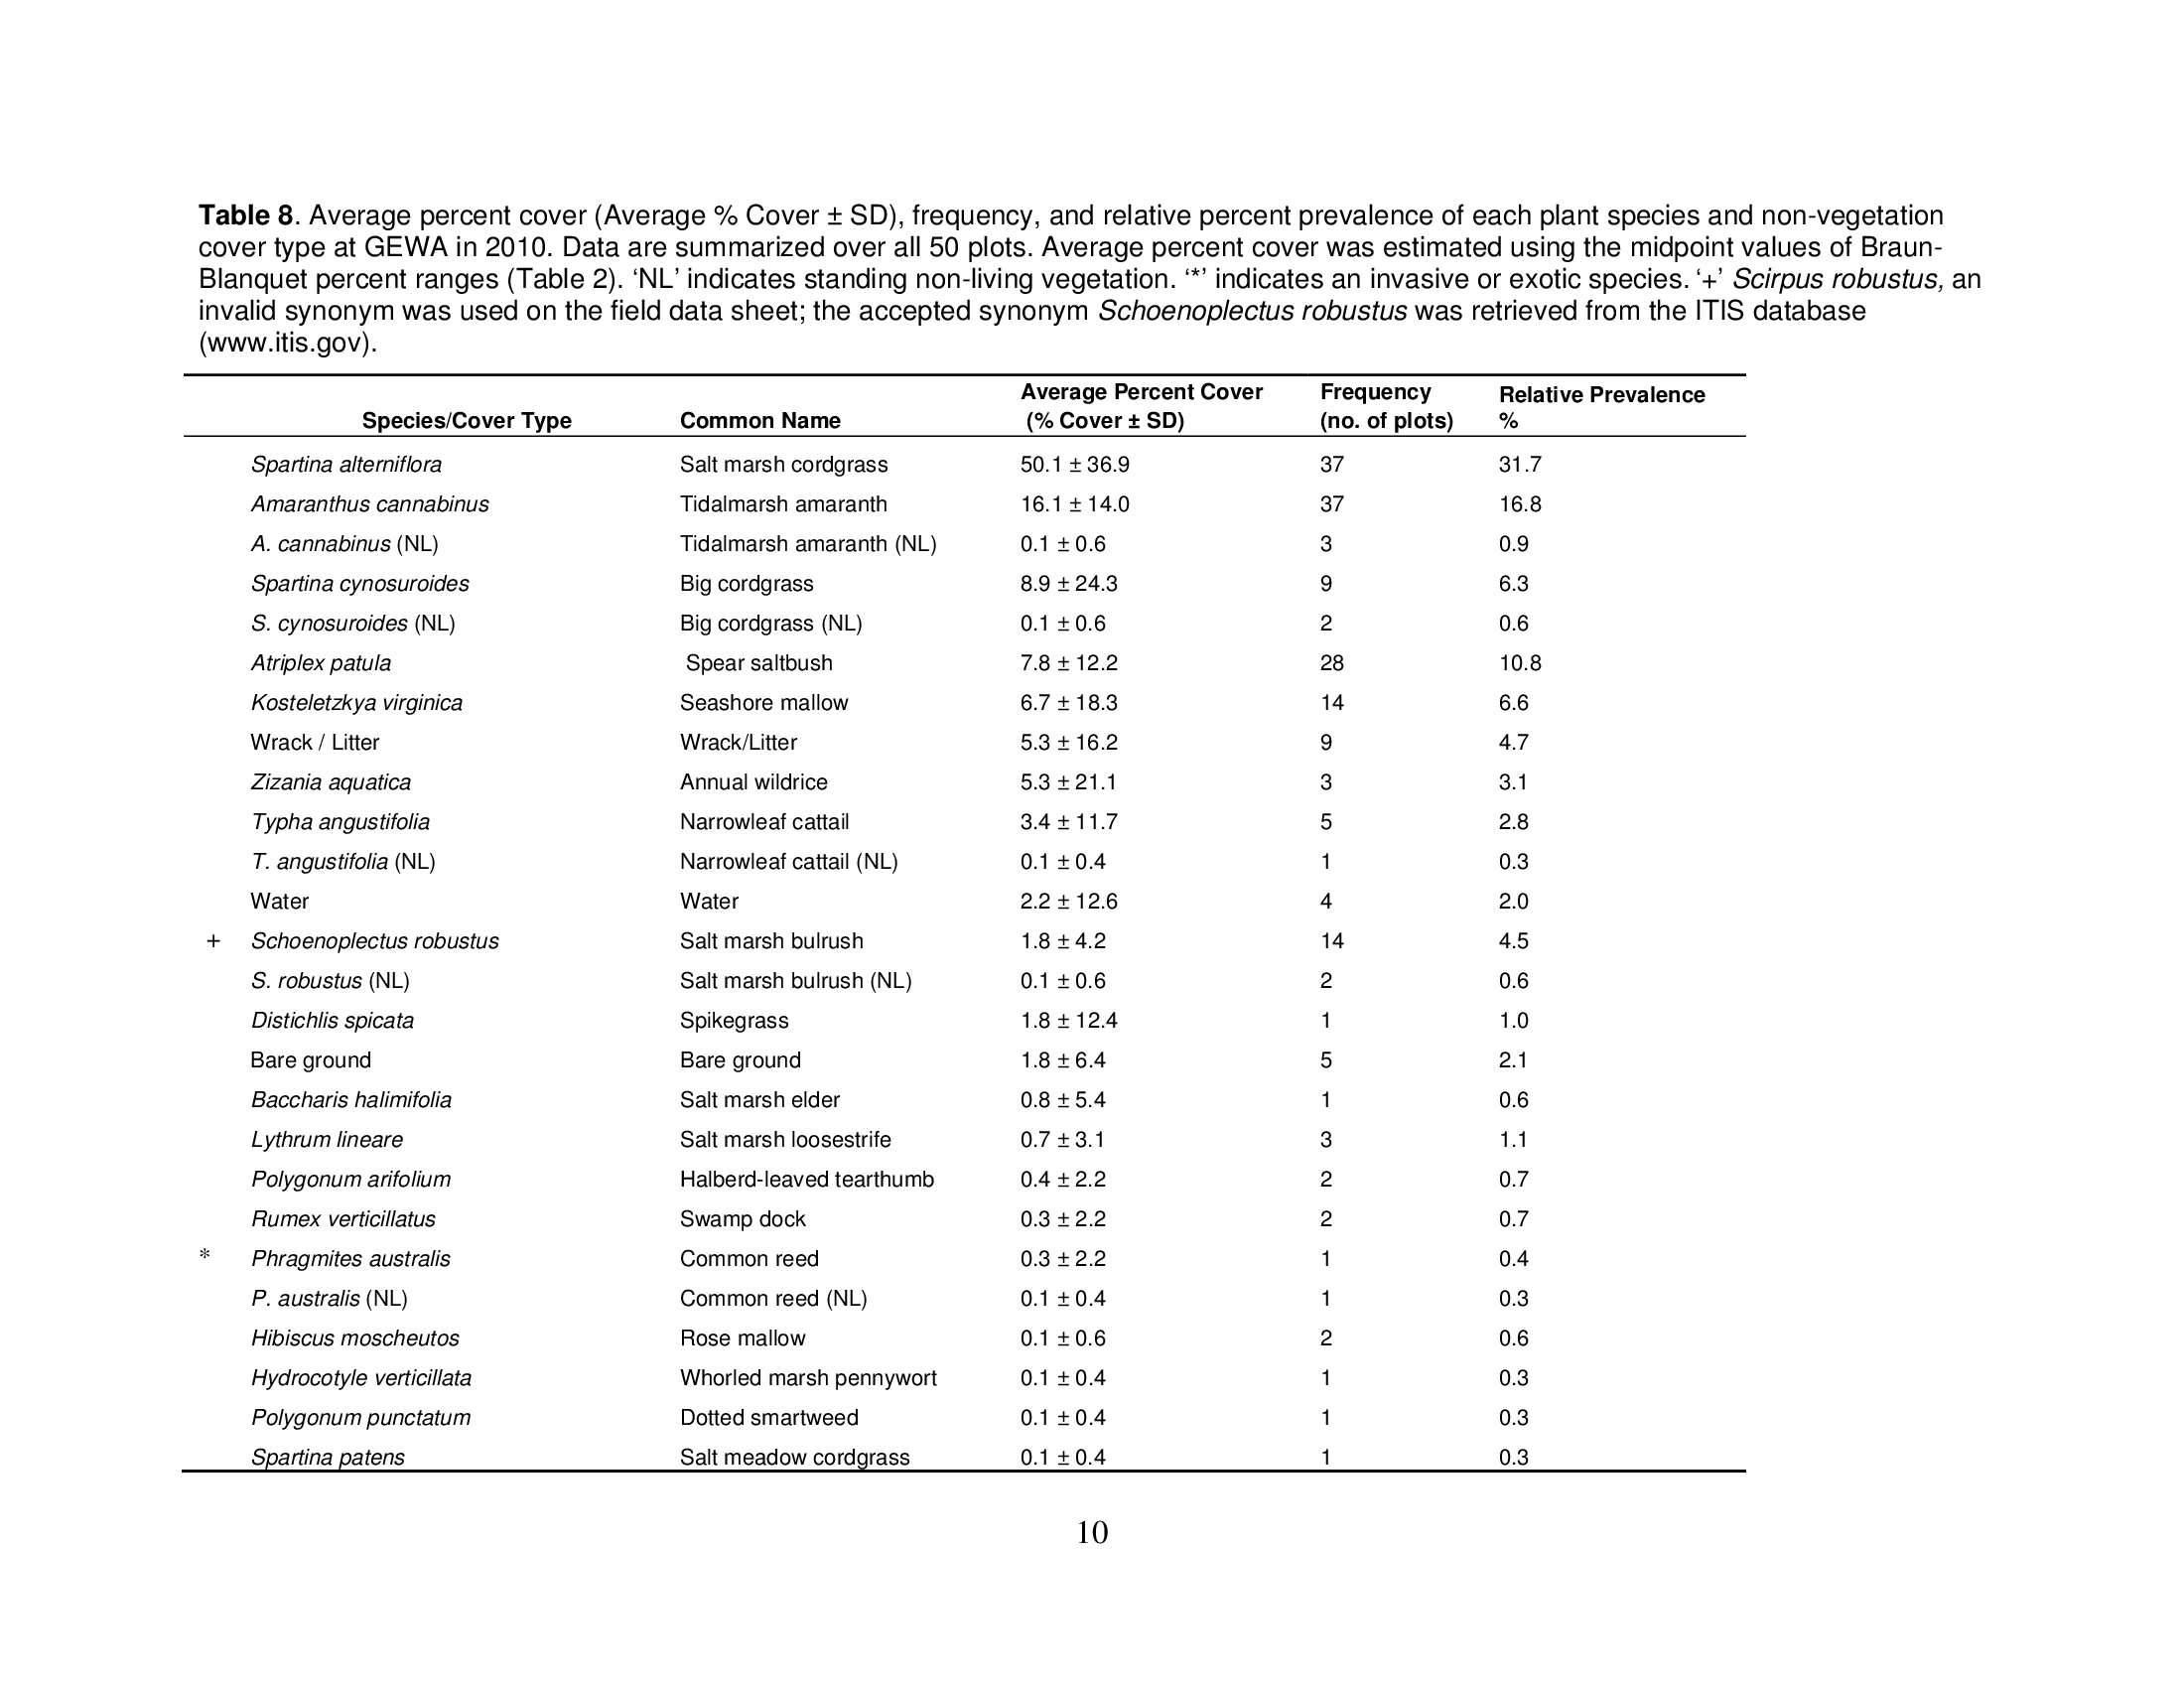 Table 8. Average percent cover (Average % Cover ± SD), frequency, and relative percent prevalence of each plant species and non-vegetation
cover type at GEWA in 2010. Data are summarized over all 50 plots. Average percent cover was estimated using the midpoint values of Braun-
Blanquet percent ranges (Table 2). ‘NL’ indicates standing non-living vegetation. ‘*’ indicates an invasive or exotic species. ‘+’ Scirpus robustus, an
invalid synonym was used on the field data sheet; the accepted synonym Schoenoplectus robustus was retrieved from the ITIS database
(www.itis.gov).
Average Percent Cover Frequency Relative Prevalence
Species/Cover Type Common Name (% Cover ± SD) (no. of plots) %
Spartina alterniflora Salt marsh cordgrass 50.1 ± 36.9 37 31.7
Amaranthus cannabinus Tidalmarsh amaranth 16.1 ± 14.0 37 16.8
A. cannabinus (NL) Tidalmarsh amaranth (NL) 0.1 ± 0.6 3 0.9
Spartina cynosuroides Big cordgrass 8.9 ± 24.3 9 6.3
S. cynosuroides (NL) Big cordgrass (NL) 0.1 ± 0.6 2 0.6
Atriplex patula Spear saltbush 7.8 ± 12.2 28 10.8
Kosteletzkya virginica Seashore mallow 6.7 ± 18.3 14 6.6
Wrack / Litter Wrack/Litter 5.3 ± 16.2 9 4.7
Zizania aquatica Annual wildrice 5.3 ± 21.1 3 3.1
Typha angustifolia Narrowleaf cattail 3.4 ± 11.7 5 2.8
T. angustifolia (NL) Narrowleaf cattail (NL) 0.1 ± 0.4 1 0.3
Water Water 2.2 ± 12.6 4 2.0
+ Schoenoplectus robustus Salt marsh bulrush 1.8 ± 4.2 14 4.5
S. robustus (NL) Salt marsh bulrush (NL) 0.1 ± 0.6 2 0.6
Distichlis spicata Spikegrass 1.8 ± 12.4 1 1.0
Bare ground Bare ground 1.8 ± 6.4 5 2.1
Baccharis halimifolia Salt marsh elder 0.8 ± 5.4 1 0.6
Lythrum lineare Salt marsh loosestrife 0.7 ± 3.1 3 1.1
Polygonum arifolium Halberd-leaved tearthumb 0.4 ± 2.2 2 0.7
Rumex verticillatus Swamp dock 0.3 ± 2.2 2 0.7
* Phragmites australis Common reed 0.3 ± 2.2 1 0.4
P. australis (NL) Common reed (NL) 0.1 ± 0.4 1 0.3
Hibiscus moscheutos Rose mallow 0.1 ± 0.6 2 0.6
Hydrocotyle verticillata Whorled marsh pennywort 0.1 ± 0.4 1 0.3
Polygonum punctatum Dotted smartweed 0.1 ± 0.4 1 0.3
Spartina patens Salt meadow cordgrass 0.1 ± 0.4 1 0.3
10